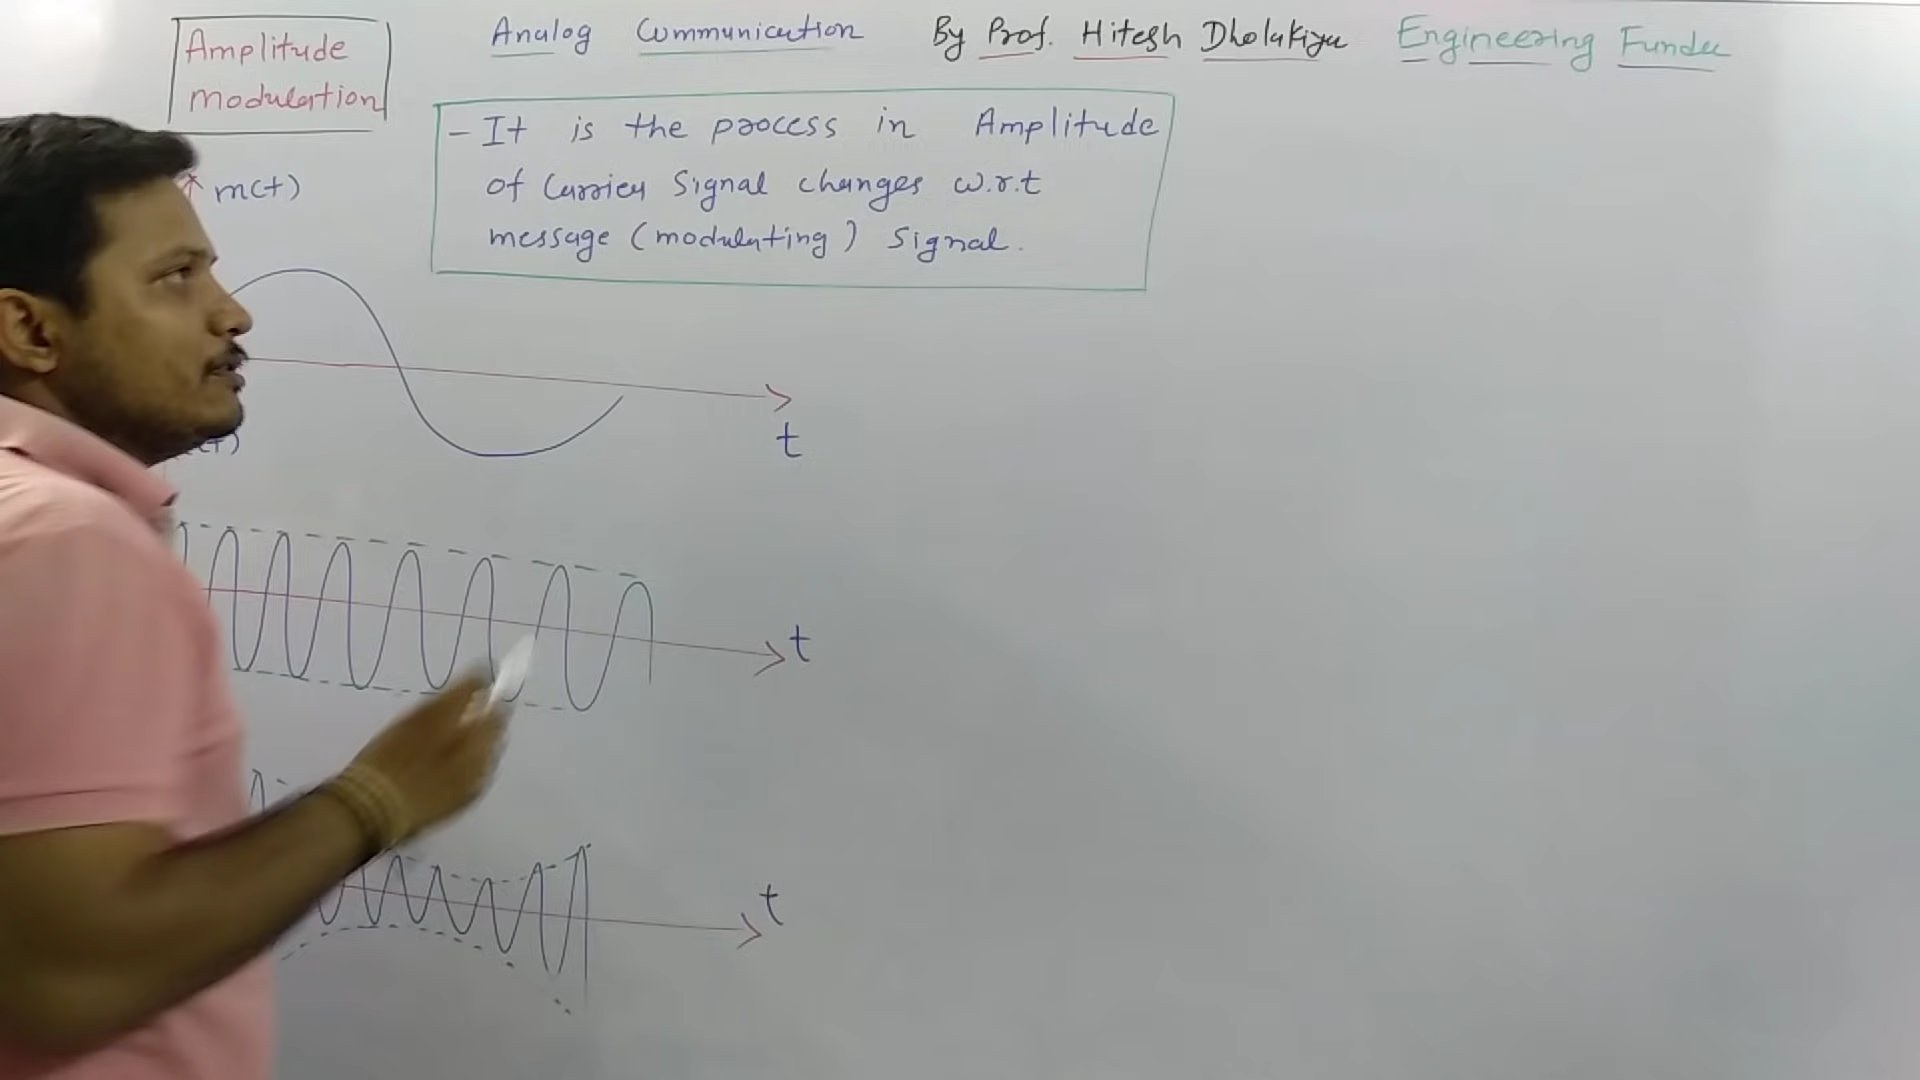 Amplitude
modulation
Analog Communication By Prof. Hitesh Dholakiya Engineering Funda
- It is the process in Amplitude
of Carrier Signal changes w.r.t
message (modulating) Signal.
m(t)
t
t
t